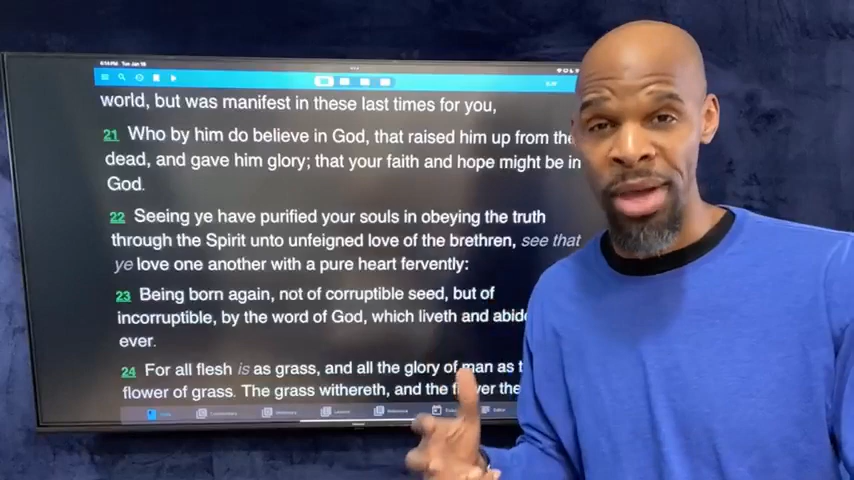 world, but was manifest in these last times for you,
21 Who by him do believe in God, that raised him up from the
dead, and gave him glory; that your faith and hope might be in
God.
22 Seeing ye have purified your souls in obeying the truth
through the Spirit unto unfeigned love of the brethren, see that
ye love one another with a pure heart fervently:
23 Being born again, not of corruptible seed, but of
incorruptible, by the word of God, which liveth and abide
ever.
24 For all flesh is as grass, and all the glory of man as
flower of grass. The grass withereth, and the